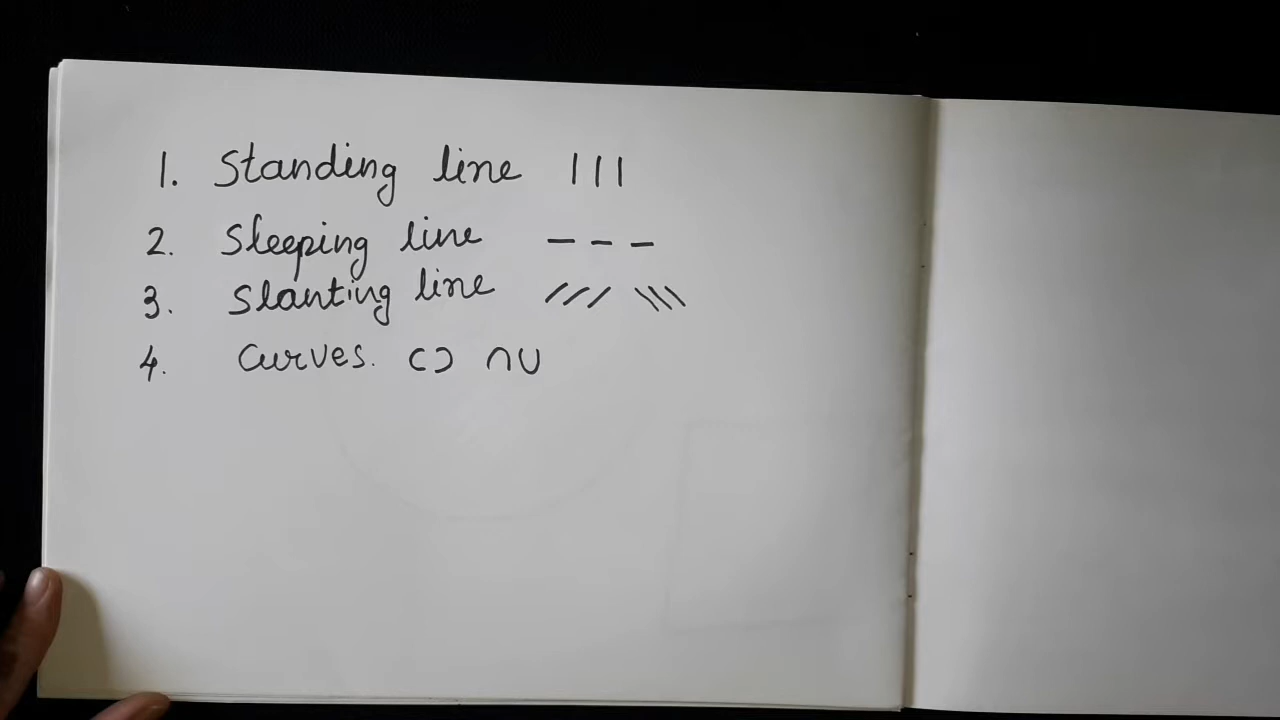 1. Standing line | | |
2. Sleeping line — — —
3. Slanting line /// \\\
4. Curves. ⊂⊃ ∩∪